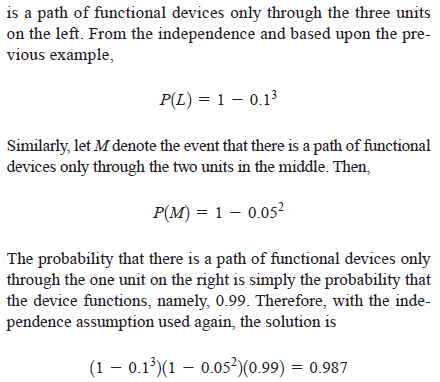 is a path of functional devices only through the three units
on the left. From the independence and based upon the pre-
vious example,
P(L) = 1 − 0.1³
Similarly, let M denote the event that there is a path of functional
devices only through the two units in the middle. Then,
P(M) = 1 − 0.05²
The probability that there is a path of functional devices only
through the one unit on the right is simply the probability that
the device functions, namely, 0.99. Therefore, with the inde-
pendence assumption used again, the solution is
(1 − 0.1³)(1 − 0.05²)(0.99) = 0.987